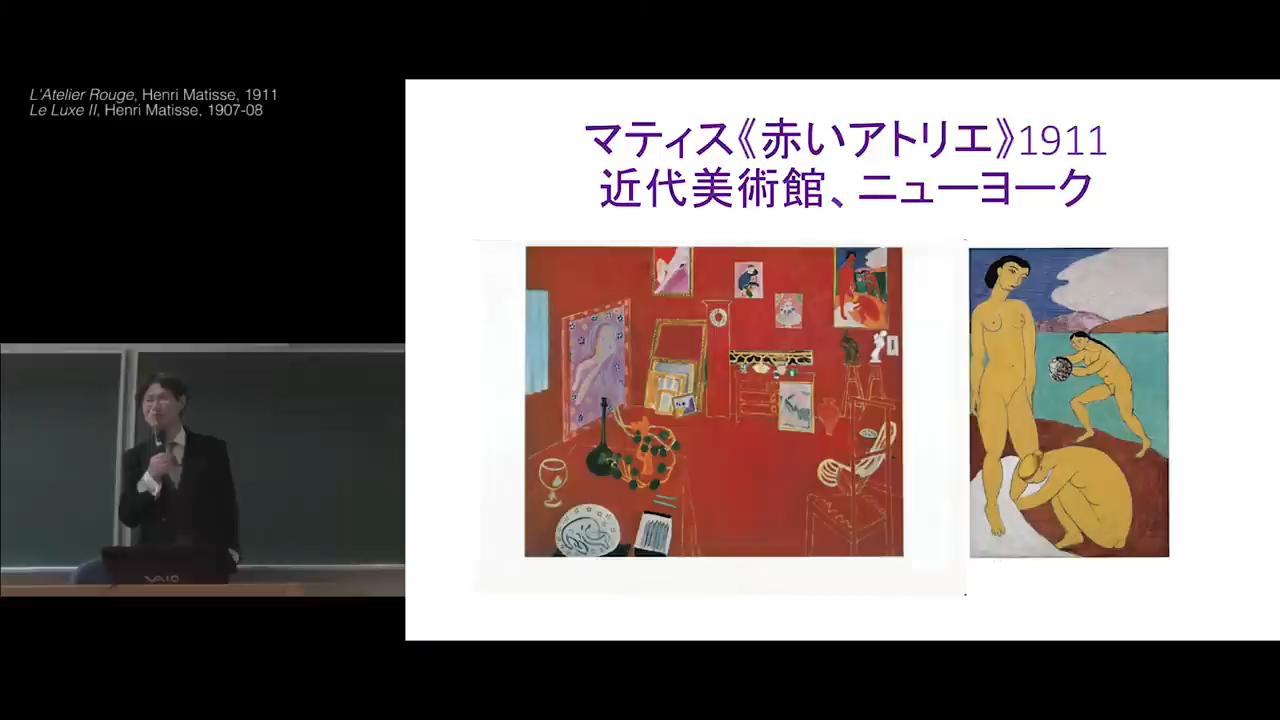 L'Atelier Rouge, Henri Matisse, 1911
Le Luxe II, Henri Matisse, 1907-08
マティス《赤いアトリエ》1911
近代美術館、ニューヨーク
VAIO